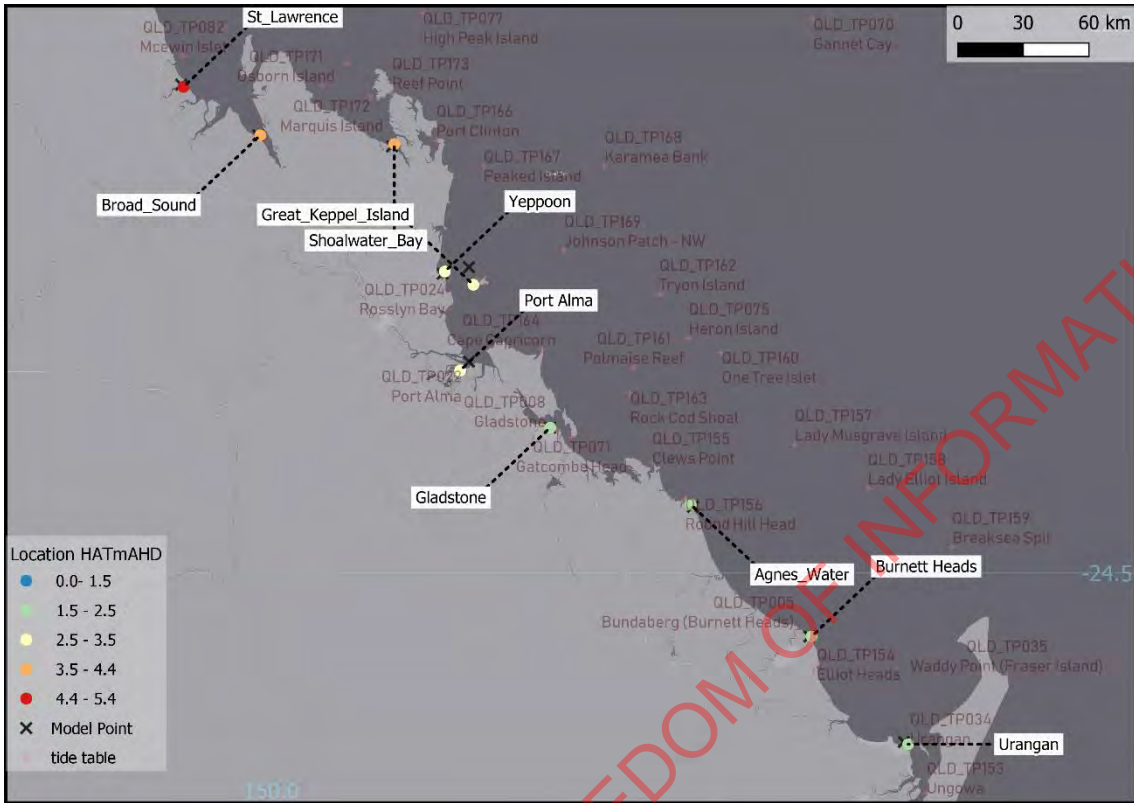 St_Lawrence
QLD_TP082
Mcewin Islet
QLD_TP077
High Peak Island
QLD_TP070
Gannet Cay
0 30 60 km
QLD_TP171
Osborn Island
QLD_TP173
Reef Point
QLD_TP172
Marquis Island
QLD_TP166
Port Clinton
QLD_TP168
Karamea Bank
QLD_TP167
Peaked Island
Broad_Sound
Great_Keppel_Island
Yeppoon
Shoalwater_Bay
QLD_TP169
Johnson Patch - NW
QLD_TP162
Tryon Island
QLD_TP024
Rosslyn Bay
Port Alma
QLD_TP075
Heron Island
QLD_TP164
Cape Capricorn
QLD_TP161
Polmaise Reef
QLD_TP160
One Tree Islet
QLD_TP022
Port Alma
QLD_TP008
Gladstone
QLD_TP163
Rock Cod Shoal
QLD_TP157
Lady Musgrave Island
QLD_TP071
Gatcombe Head
QLD_TP155
Clews Point
QLD_TP158
Lady Elliot Island
Gladstone
QLD_TP156
Round Hill Head
QLD_TP159
Breaksea Spit
Agnes_Water
Burnett Heads
-24.5
QLD_TP005
Bundaberg (Burnett Heads)
QLD_TP154
Elliot Heads
QLD_TP035
Waddy Point (Fraser Island)
QLD_TP034
Urangan
Urangan
QLD_TP153
Ungowa
150.0
Location HATmAHD
0.0- 1.5
1.5 - 2.5
2.5 - 3.5
3.5 - 4.4
4.4 - 5.4
Model Point
tide table
EDOM OF INFORMATI